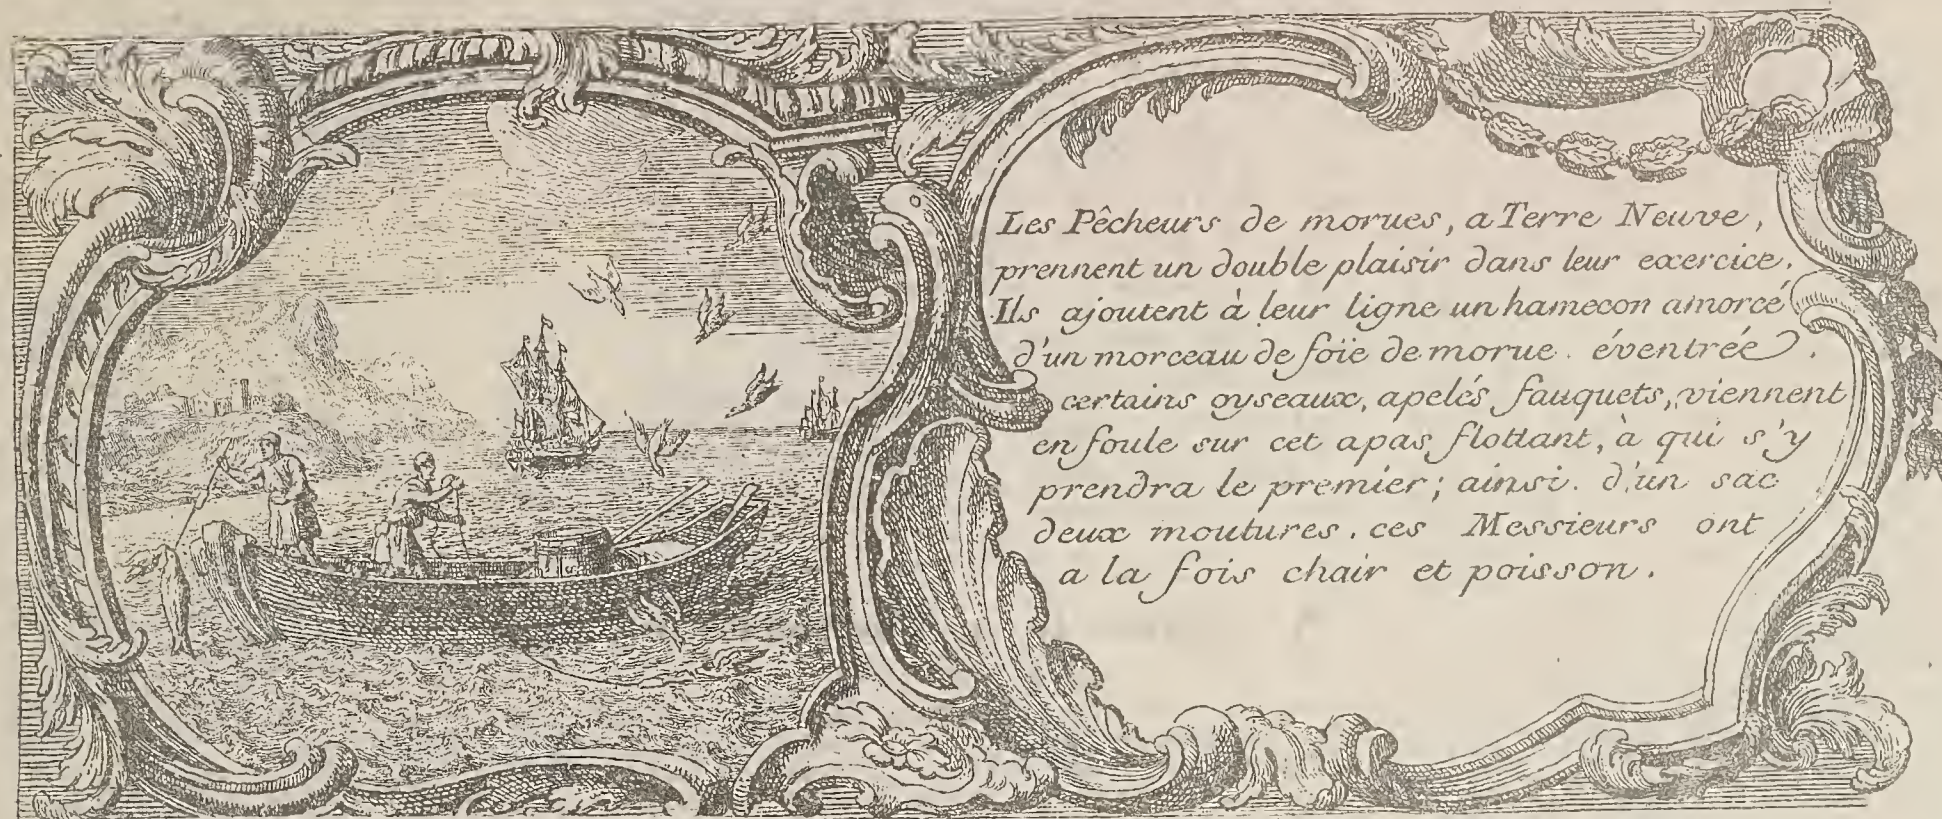 Les Pêcheurs de morues, a Terre Neuve,
prennent un double plaisir dans leur exercice.
Ils ajoutent à leur ligne un hamecon amorcé
d'un morceau de foïe de morue. éventrée.
certains oyseaux, apelés fauquets, viennent
en foule sur cet apas flottant, à qui s'y
prendra le premier; ainsi. d'un sac
deux moutures. ces Messieurs ont
a la fois chair et poisson.